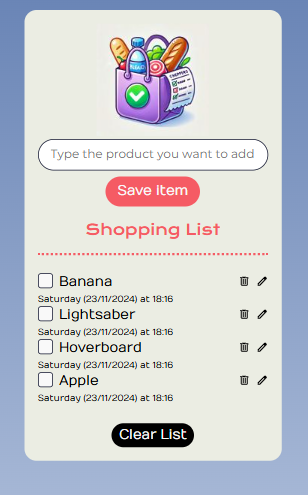 Type the product you want to add
Save item
Shopping List
Banana
Saturday (23/11/2024) at 18:16
Lightsaber
Saturday (23/11/2024) at 18:16
Hoverboard
Saturday (23/11/2024) at 18:16
Apple
Saturday (23/11/2024) at 18:16
Clear List